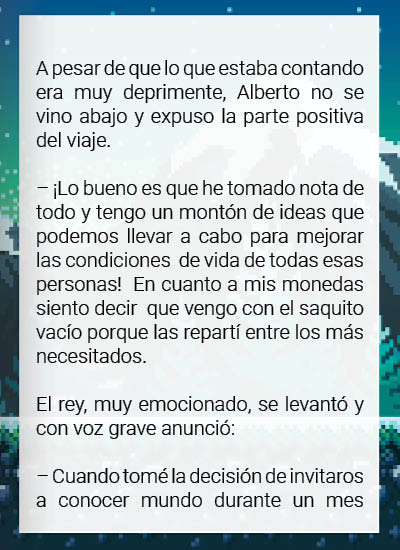 A pesar de que lo que estaba contando
era muy deprimente, Alberto no se
vino abajo y expuso la parte positiva
del viaje.
– ¡Lo bueno es que he tomado nota de
todo y tengo un montón de ideas que
podemos llevar a cabo para mejorar
las condiciones de vida de todas esas
personas! En cuanto a mis monedas
siento decir que vengo con el saquito
vacío porque las repartí entre los más
necesitados.
El rey, muy emocionado, se levantó y
con voz grave anunció:
– Cuando tomé la decisión de invitaros
a conocer mundo durante un mes